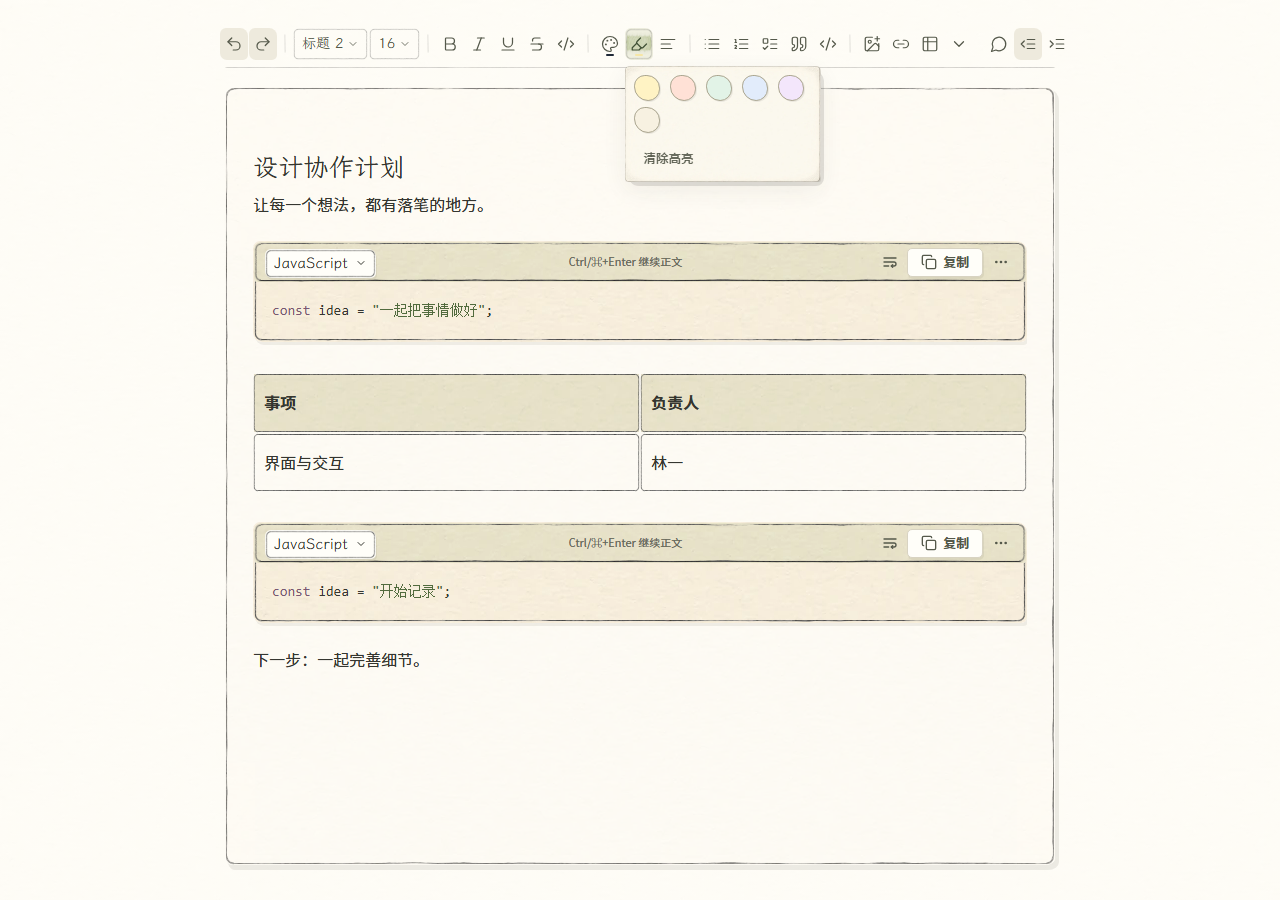 标题 2 16
清除高亮
设计协作计划
让每一个想法，都有落笔的地方。
JavaScript Ctrl/⌘+Enter 继续正文 复制
const idea = "一起把事情做好";
事项 负责人
界面与交互 林一
JavaScript Ctrl/⌘+Enter 继续正文 复制
const idea = "开始记录";
下一步：一起完善细节。